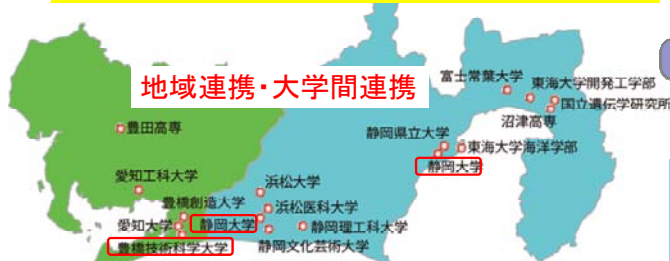 地域連携・大学間連携
富士常葉大学
東海大学開発工学部
国立遺伝学研究所
沼津高専
豊田高専
静岡県立大学
東海大学海洋学部
静岡大学
愛知工科大学
浜松大学
豊橋創造大学
浜松医科大学
愛知大学
静岡大学
静岡理工科大学
豊橋技術科学大学
静岡文化芸術大学